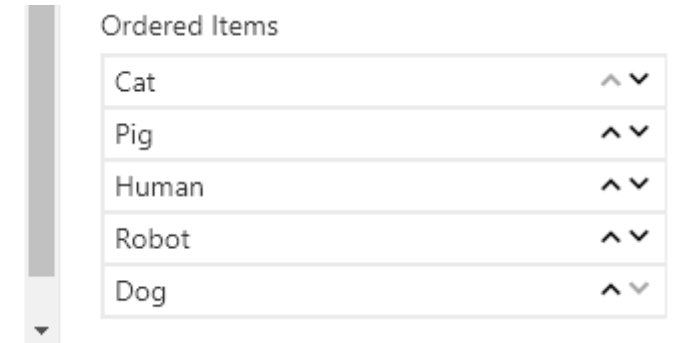 Ordered Items
Cat
Pig
Human
Robot
Dog